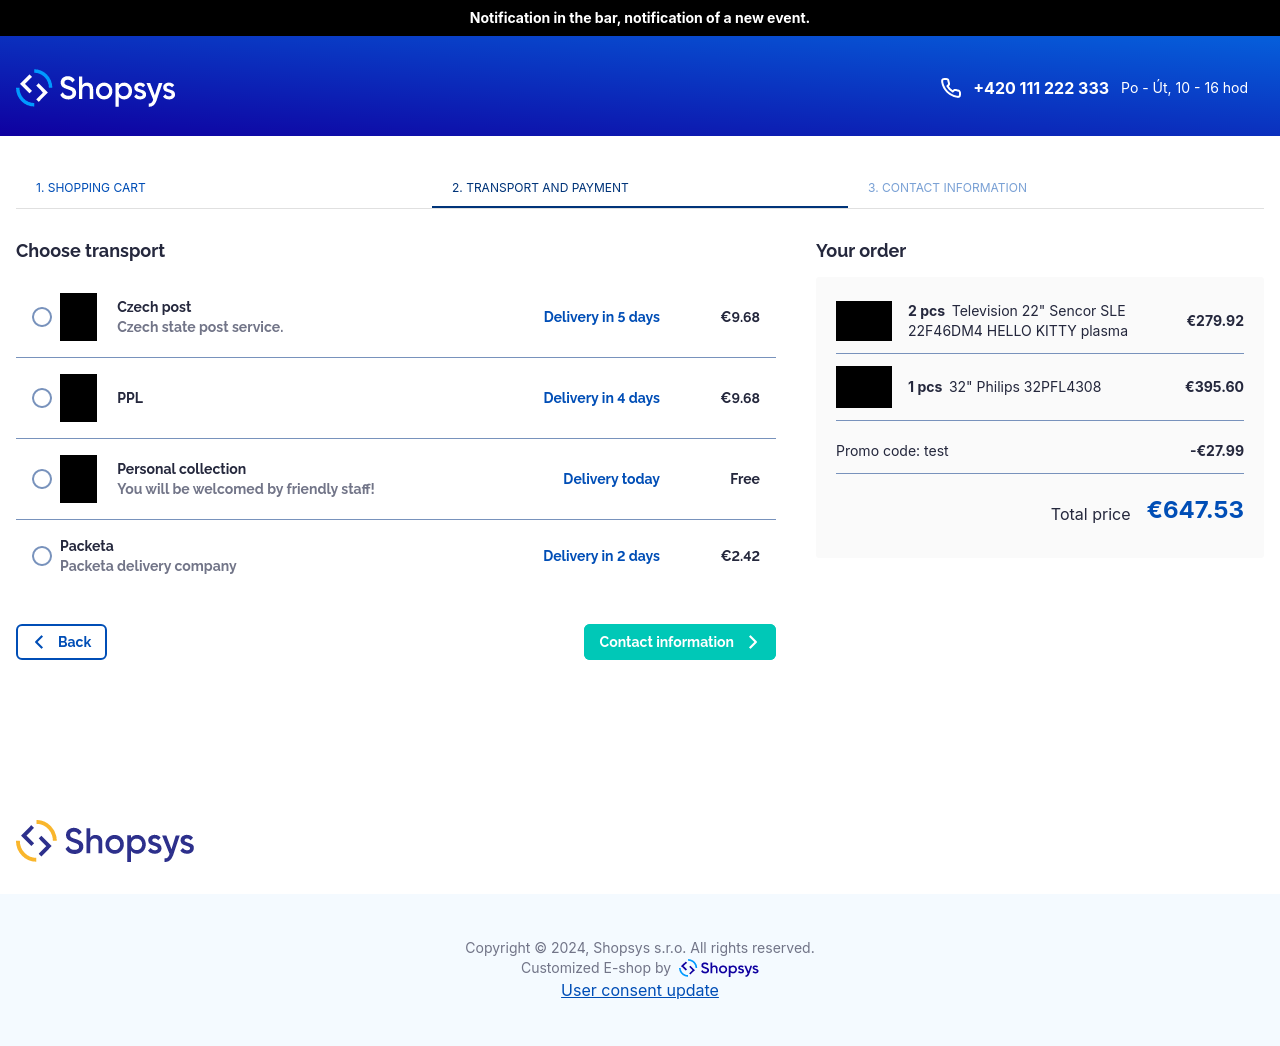 Notification in the bar, notification of a new event.
Shopsys
+420 111 222 333 Po - Út, 10 - 16 hod
1. SHOPPING CART
2. TRANSPORT AND PAYMENT
3. CONTACT INFORMATION
Choose transport
Czech post
Czech state post service.
Delivery in 5 days
€9.68
PPL
Delivery in 4 days
€9.68
Personal collection
You will be welcomed by friendly staff!
Delivery today
Free
Packeta
Packeta delivery company
Delivery in 2 days
€2.42
Back
Contact information
Your order
2 pcs Television 22" Sencor SLE
22F46DM4 HELLO KITTY plasma
€279.92
1 pcs 32" Philips 32PFL4308
€395.60
Promo code: test
-€27.99
Total price €647.53
Shopsys
Copyright © 2024, Shopsys s.r.o. All rights reserved.
Customized E-shop by Shopsys
User consent update